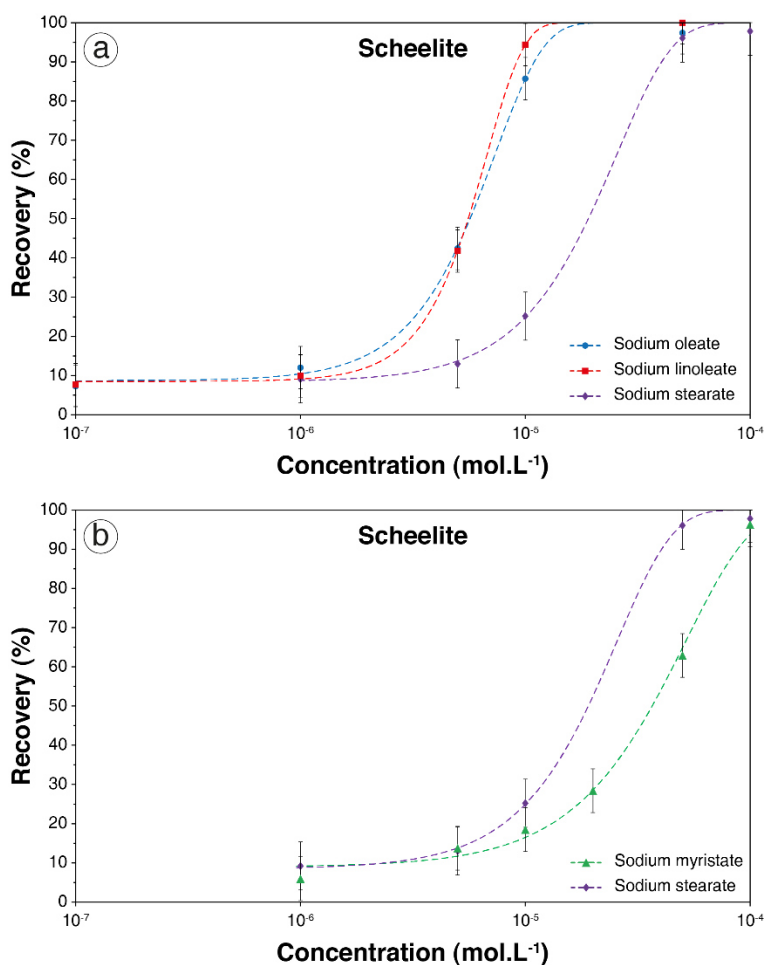 a
Scheelite
100
90
80
70
60
50
40
30
20
10
0
Recovery (%)
Sodium oleate
Sodium linoleate
Sodium stearate
10⁻⁷ 10⁻⁶ 10⁻⁵ 10⁻⁴
Concentration (mol.L⁻¹)
b
Scheelite
100
90
80
70
60
50
40
30
20
10
0
Recovery (%)
Sodium myristate
Sodium stearate
10⁻⁷ 10⁻⁶ 10⁻⁵ 10⁻⁴
Concentration (mol.L⁻¹)